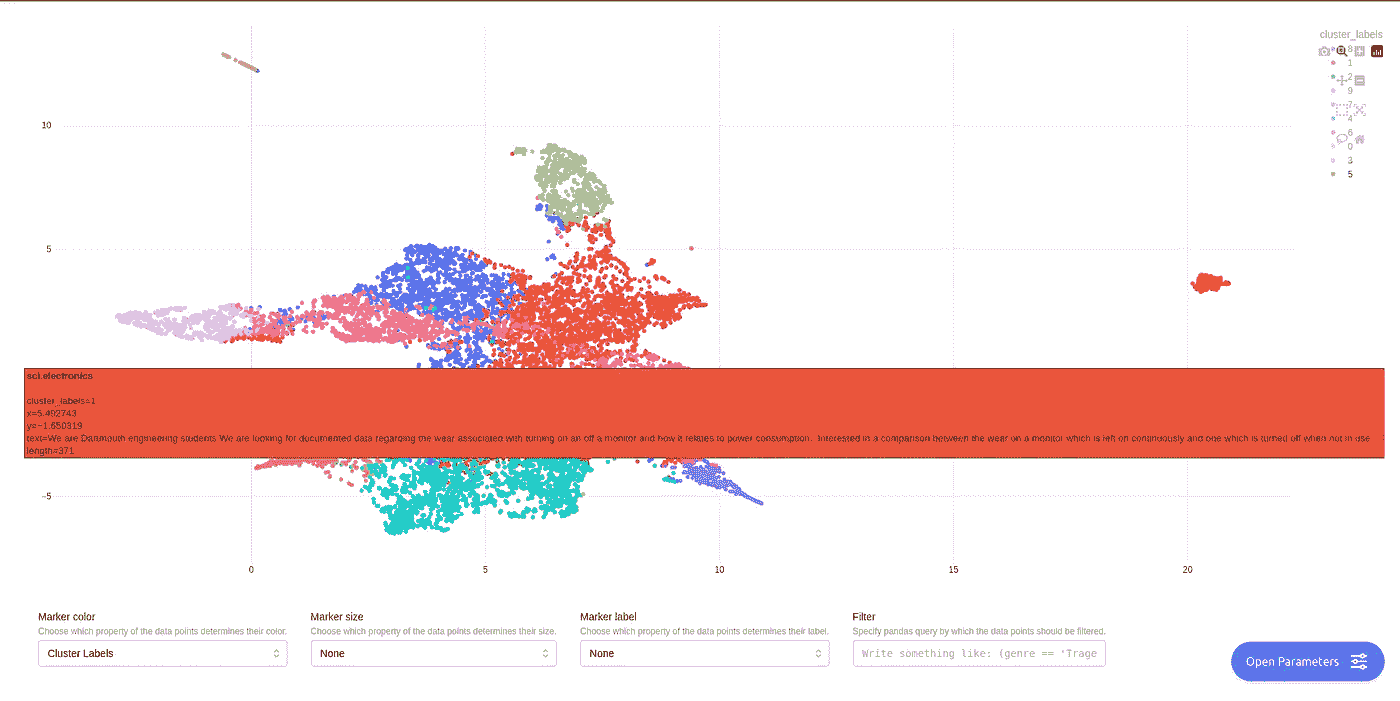 cluster_labels
8
1
2
9
7
4
6
0
3
5
10
5
sci.electronics
cluster_labels=1
x=5.492743
y=−1.650319
text=We are Dartmouth engineering students We are looking for documented data regarding the wear associated with turning on an off a monitor and how it relates to power consumption. Interested in a comparison between the wear on a monitor which is left on continuously and one which is turned off when not in use
length=371
−5
0 5 10 15 20
Marker color Marker size Marker label Filter
Choose which property of the data points determines their color. Choose which property of the data points determines their size. Choose which property of the data points determines their label. Specify pandas query by which the data points should be filtered.
Cluster Labels None None Write something like: (genre == 'Trage
Open Parameters